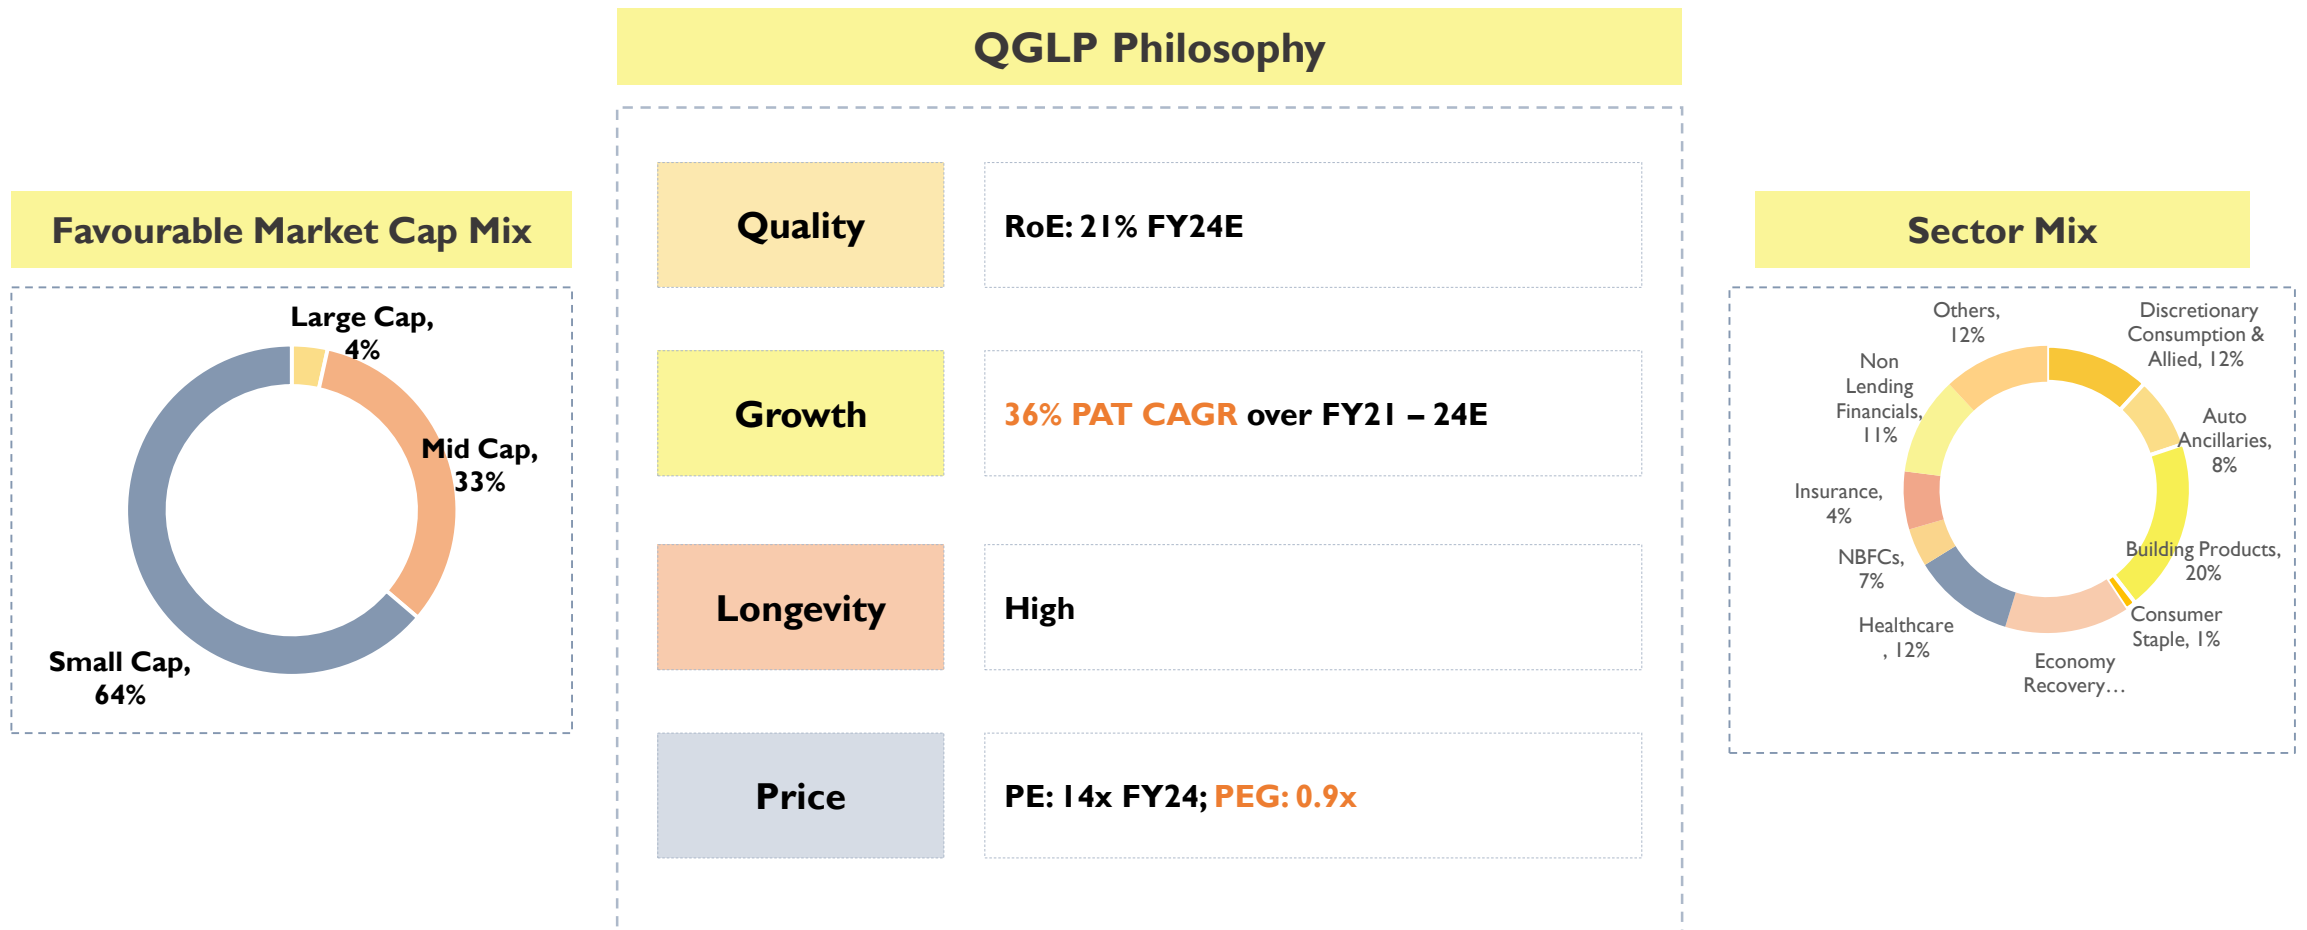 QGLP Philosophy
Favourable Market Cap Mix
Large Cap,
4%
Mid Cap,
33%
Small Cap,
64%
Quality
RoE: 21% FY24E
Growth
36% PAT CAGR over FY21 – 24E
Longevity
High
Price
PE: 14x FY24; PEG: 0.9x
Sector Mix
Others,
12%
Discretionary
Consumption &
Allied, 12%
Non
Lending
Financials,
11%
Auto
Ancillaries,
8%
Insurance,
4%
Building Products,
20%
NBFCs,
7%
Consumer
Staple, 1%
Healthcare
, 12%
Economy
Recovery…